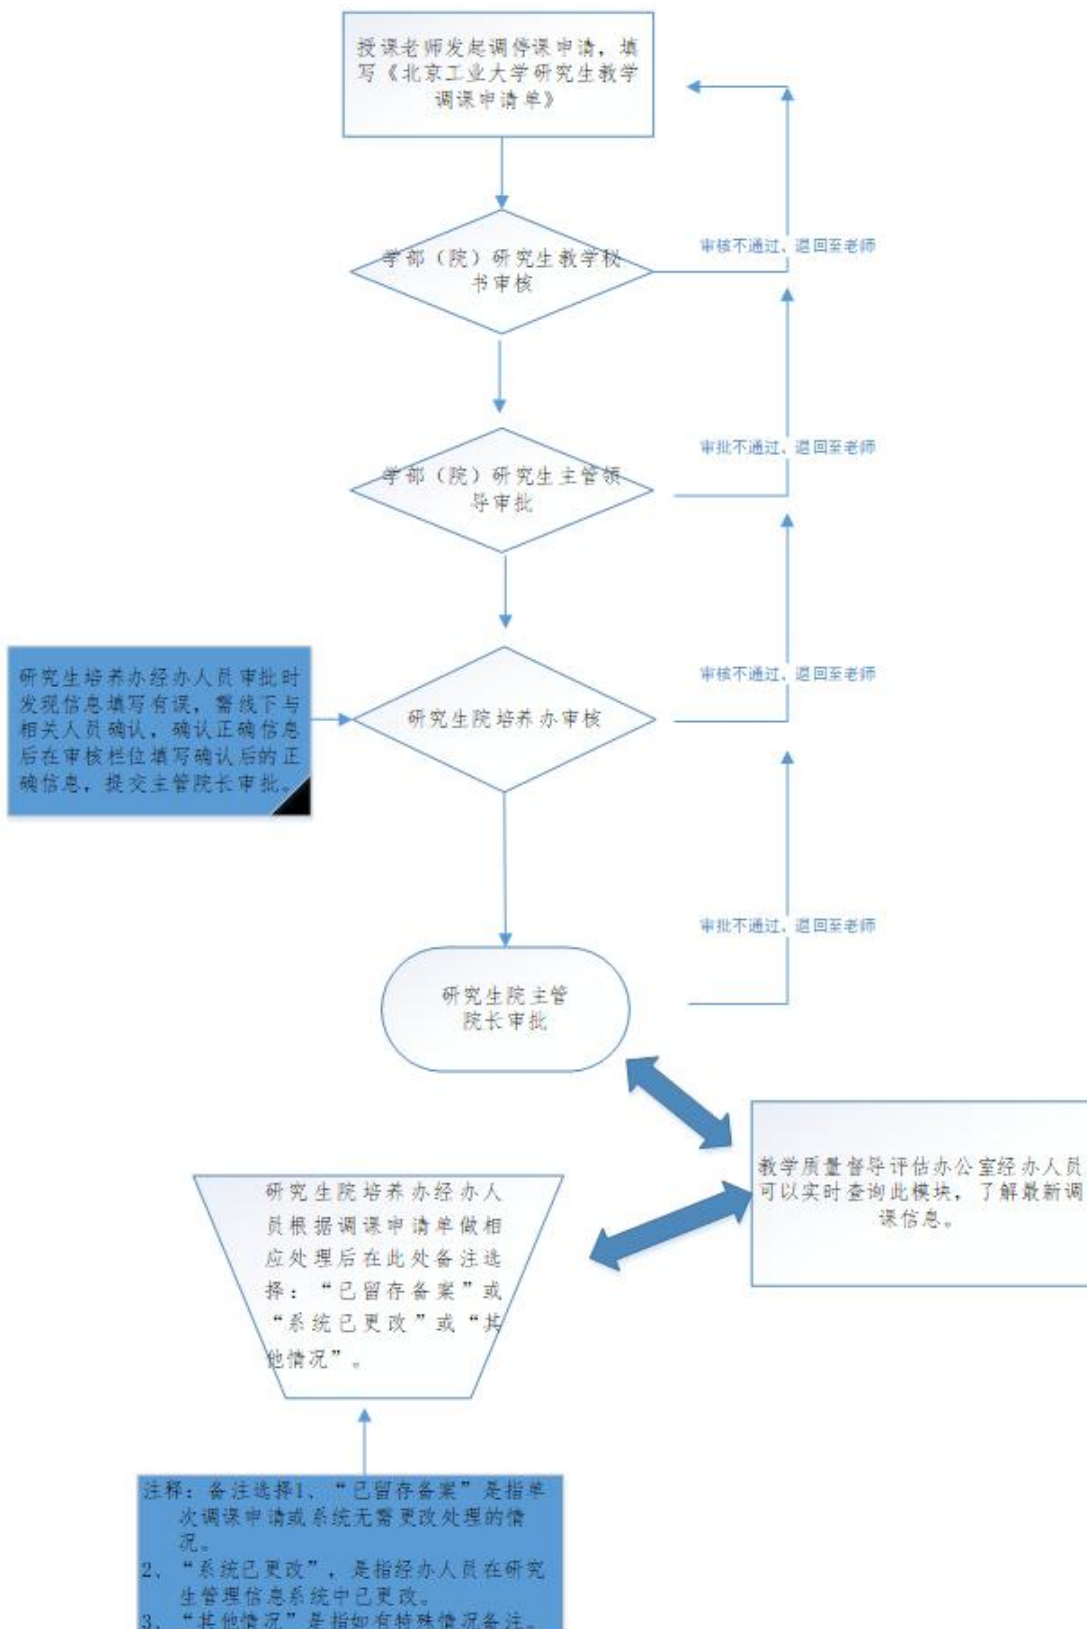 授课老师发起调停课申请，填
写《北京工业大学研究生教学
调课申请单》
学部（院）研究生教学秘
书审核
审核不通过，退回至老师
学部（院）研究生主管领
导审批
审批不通过，退回至老师
研究生培养办经办人员审批时
发现信息填写有误，需线下与
相关人员确认，确认正确信息
后在审核栏位填写确认后的正
确信息，提交主管院长审批。
研究生院培养办审核
审核不通过，退回至老师
审批不通过，退回至老师
研究生院主管
院长审批
教学质量督导评估办公室经办人员
可以实时查询此模块，了解最新调
课信息。
研究生院培养办经办人
员根据调课申请单做相
应处理后在此处备注选
择：“已留存备案”或
“系统已更改”或“其
他情况”。
注释：备注选择1、“已留存备案”是指单
次调课申请或系统无需更改处理的情
况。
2、“系统已更改”，是指经办人员在研究
生管理信息系统中已更改。
3、“其他情况”是指如有特殊情况备注。